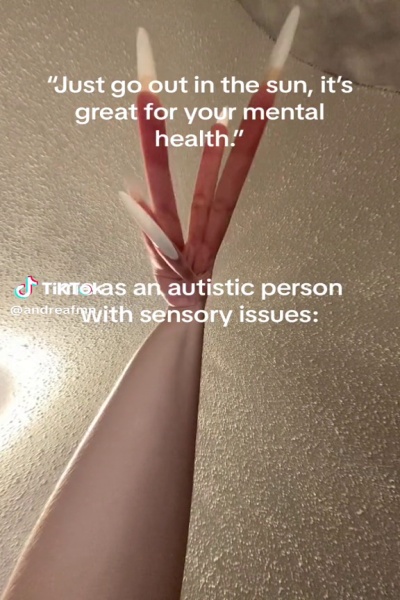 “Just go out in the sun, it’s
great for your mental
health.”
TikTok
as an autistic person
@andreafm
with sensory issues: